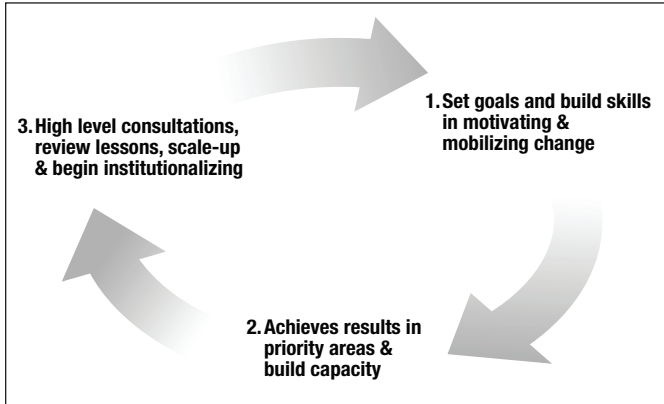 1. Set goals and build skills
in motivating &
mobilizing change
2. Achieves results in
priority areas &
build capacity
3. High level consultations,
review lessons, scale-up
& begin institutionalizing